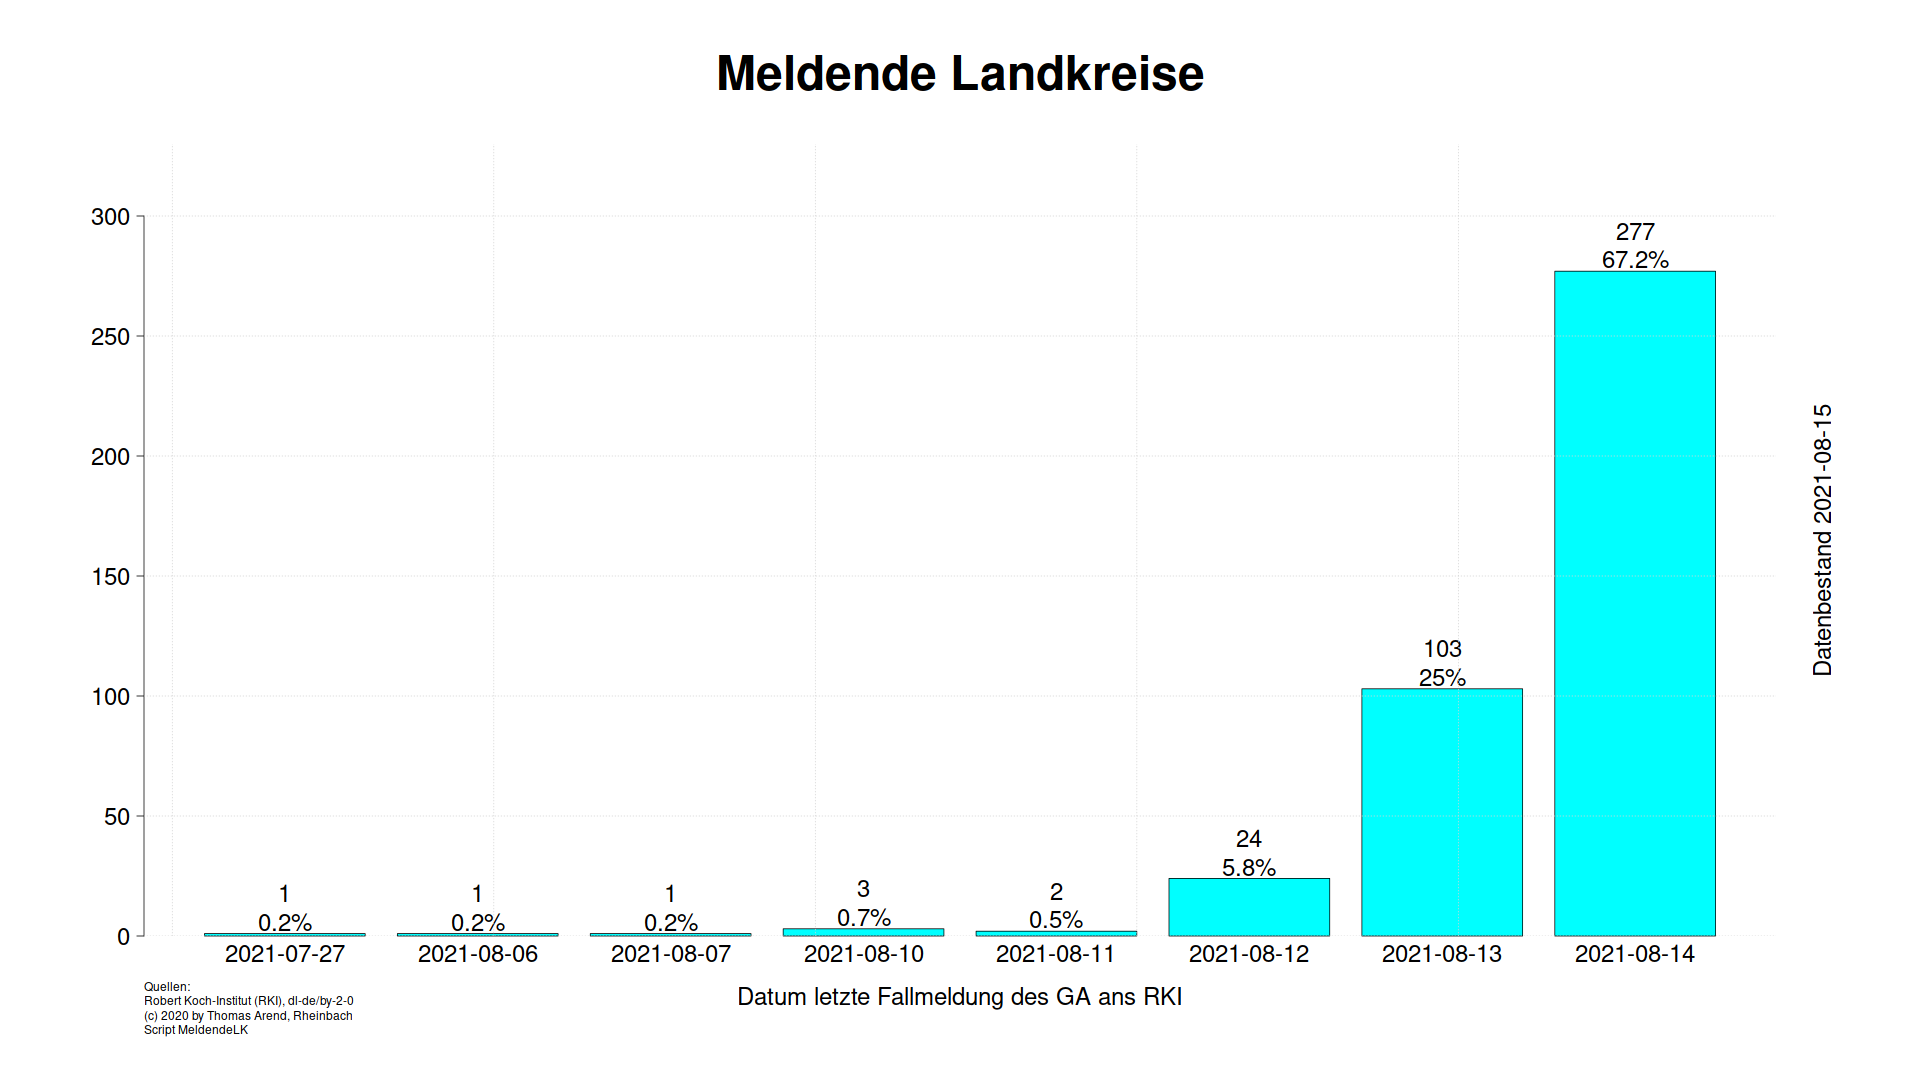 Meldende Landkreise
300
250
200
150
100
50
0
1
0.2%
1
0.2%
1
0.2%
3
0.7%
2
0.5%
24
5.8%
103
25%
277
67.2%
2021-07-27 2021-08-06 2021-08-07 2021-08-10 2021-08-11 2021-08-12 2021-08-13 2021-08-14
Datum letzte Fallmeldung des GA ans RKI
Datenbestand 2021-08-15
Quellen:
Robert Koch-Institut (RKI), dl-de/by-2-0
(c) 2020 by Thomas Arend, Rheinbach
Script MeldendeLK